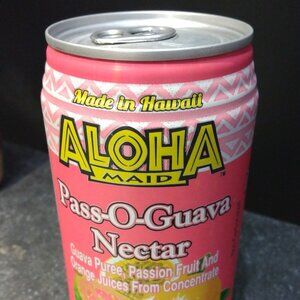 Made in Hawaii
ALOHA
MAID
Pass-O-Guava
Nectar
Guava Puree, Passion Fruit And
Orange Juices From Concentrate